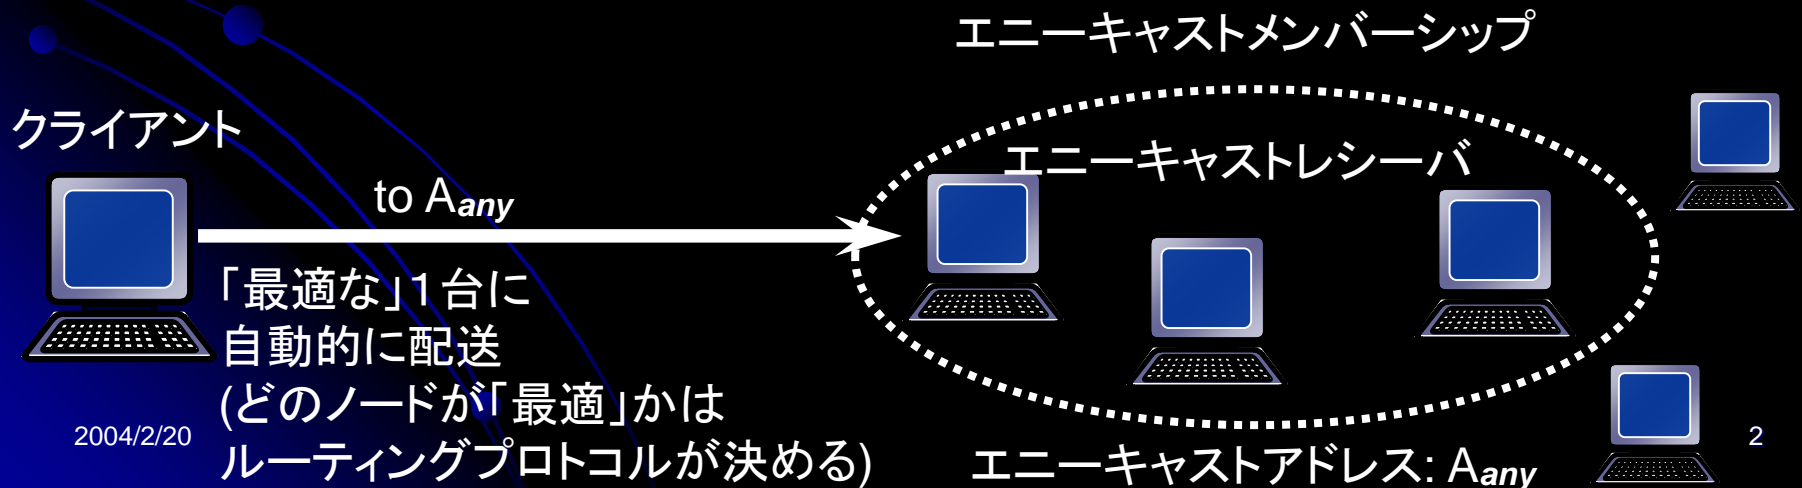 エニーキャストメンバーシップ
クライアント
エニーキャストレシーバ
to Aany
「最適な」1台に
自動的に配送
(どのノードが「最適」かは
ルーティングプロトコルが決める)
エニーキャストアドレス: Aany
2004/2/20
2